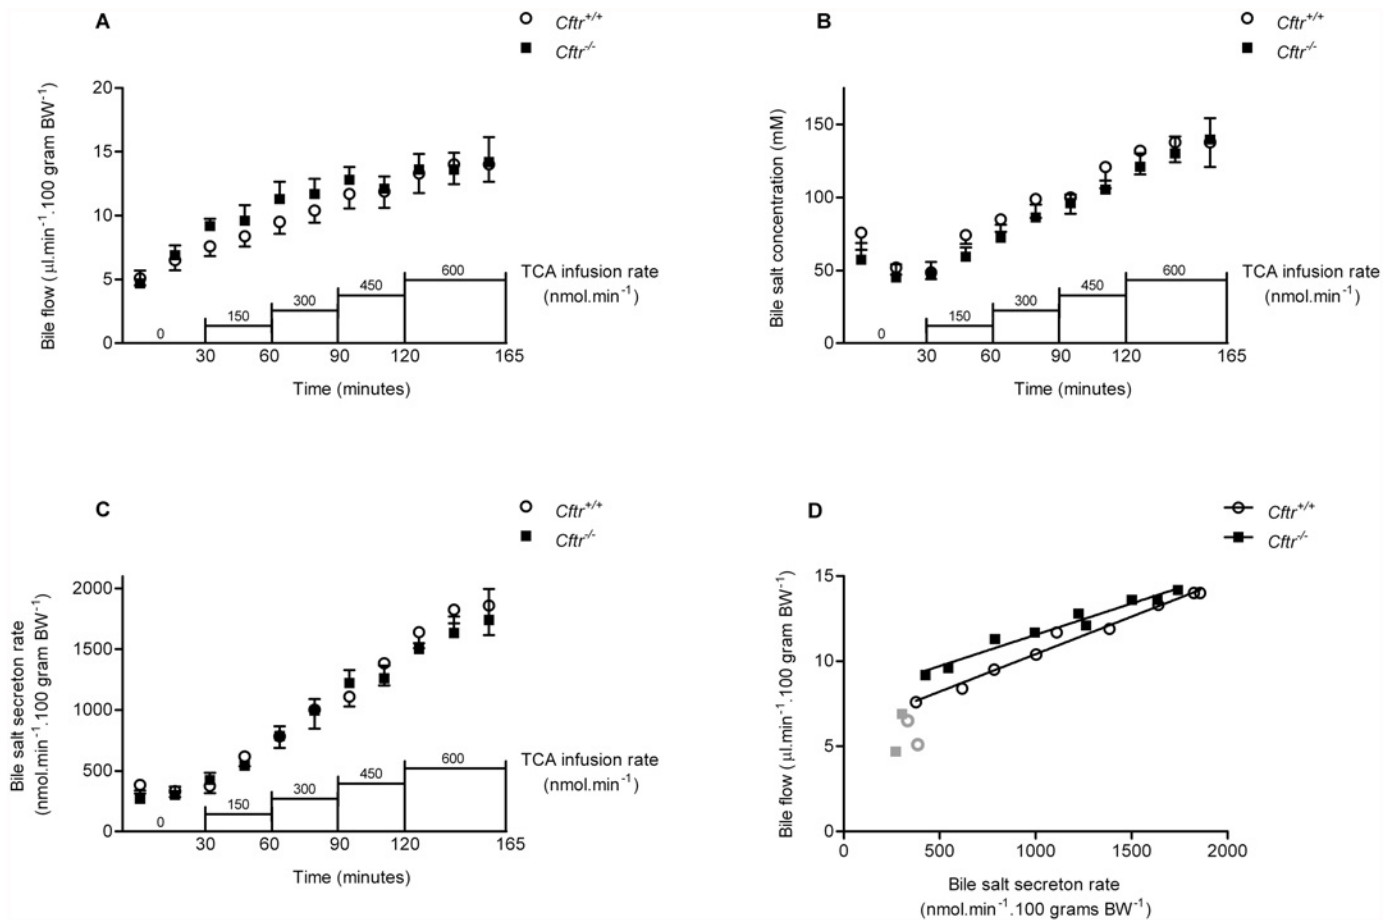 A
Cftr+/+
Cftr-/-
Bile flow ( µl.min-1.100 gram BW-1)
20
15
10
5
0
0
150
300
450
600
TCA infusion rate
(nmol.min-1)
30 60 90 120 165
Time (minutes)
B
Cftr+/+
Cftr-/-
Bile salt concentration (mM)
150
100
50
0
0
150
300
450
600
TCA infusion rate
(nmol.min-1)
30 60 90 120 165
Time (minutes)
C
Cftr+/+
Cftr-/-
Bile salt secreton rate
(nmol.min-1.100 gram BW-1)
2000
1500
1000
500
0
0
150
300
450
600
TCA infusion rate
(nmol.min-1)
30 60 90 120 165
Time (minutes)
D
Cftr+/+
Cftr-/-
Bile flow ( µl.min-1.100 gram BW-1)
15
10
5
0
0 500 1000 1500 2000
Bile salt secreton rate
(nmol.min-1.100 grams BW-1)